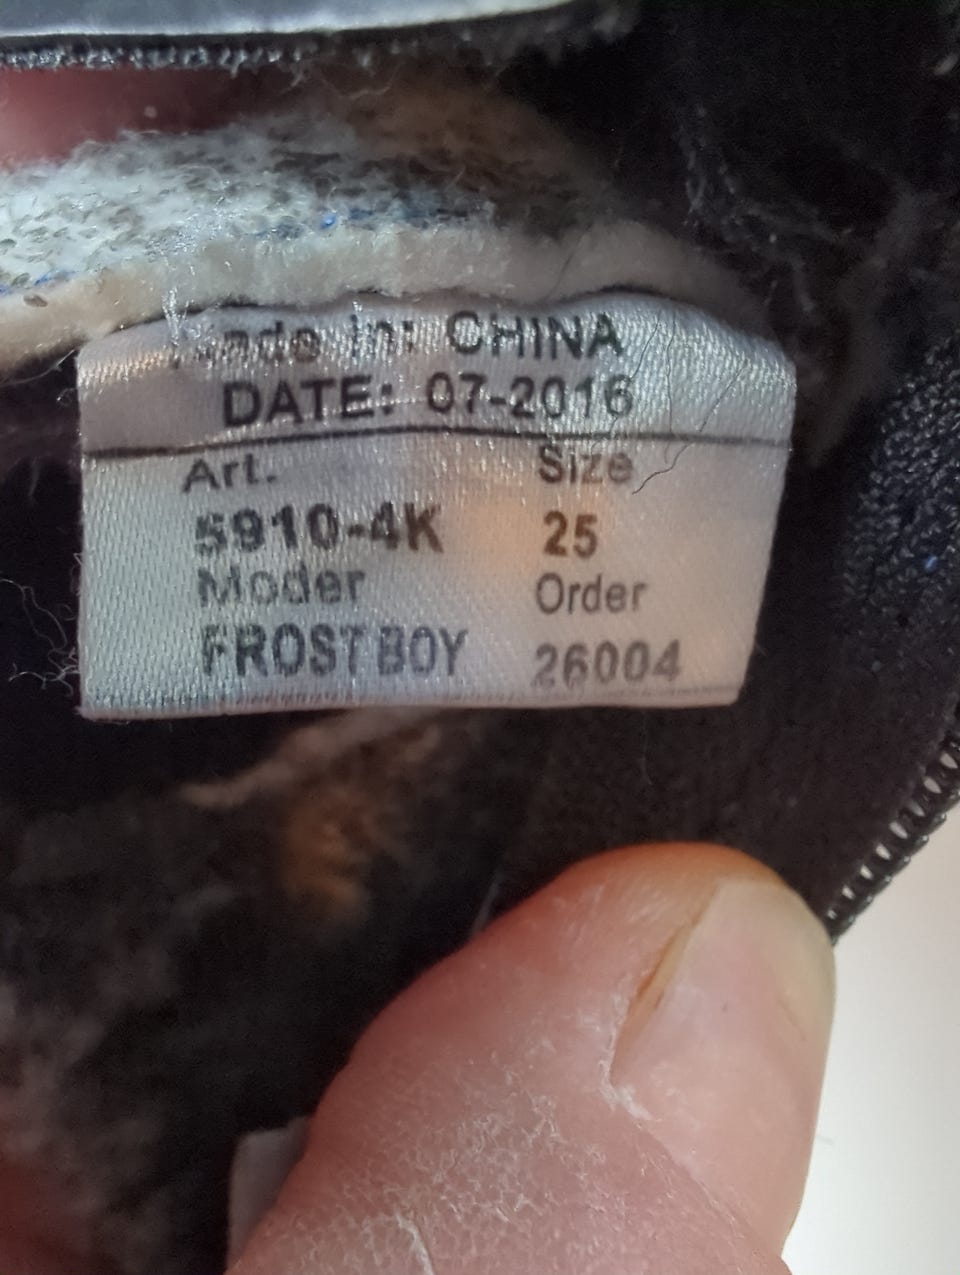 Made in: CHINA
DATE: 07-2016
Art. Size
5910-4K 25
Moder Order
FROST BOY 26004